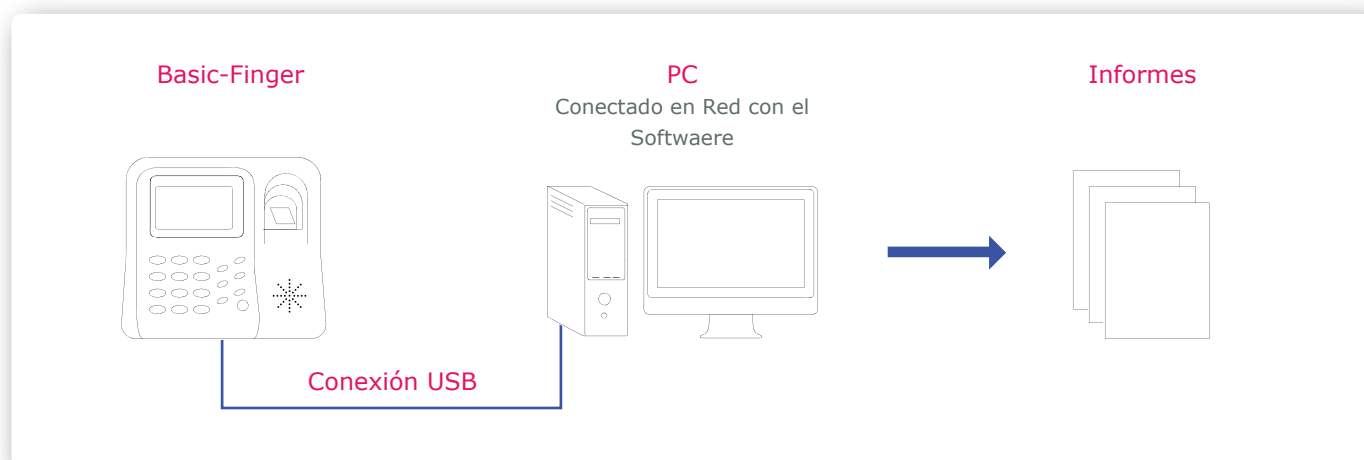 Basic-Finger
PC
Conectado en Red con el
Softwaere
Informes
Conexión USB